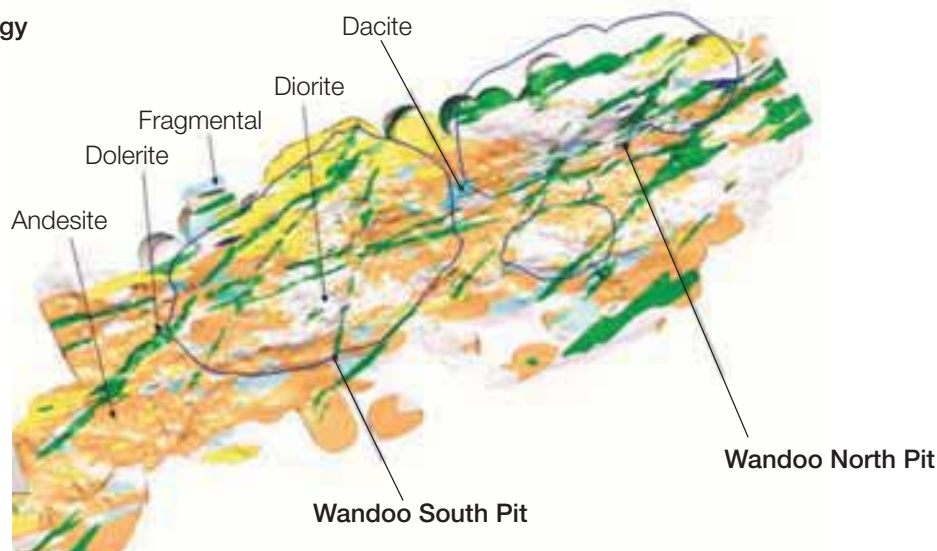 gy
Dacite
Diorite
Fragmental
Dolerite
Andesite
Wandoo North Pit
Wandoo South Pit